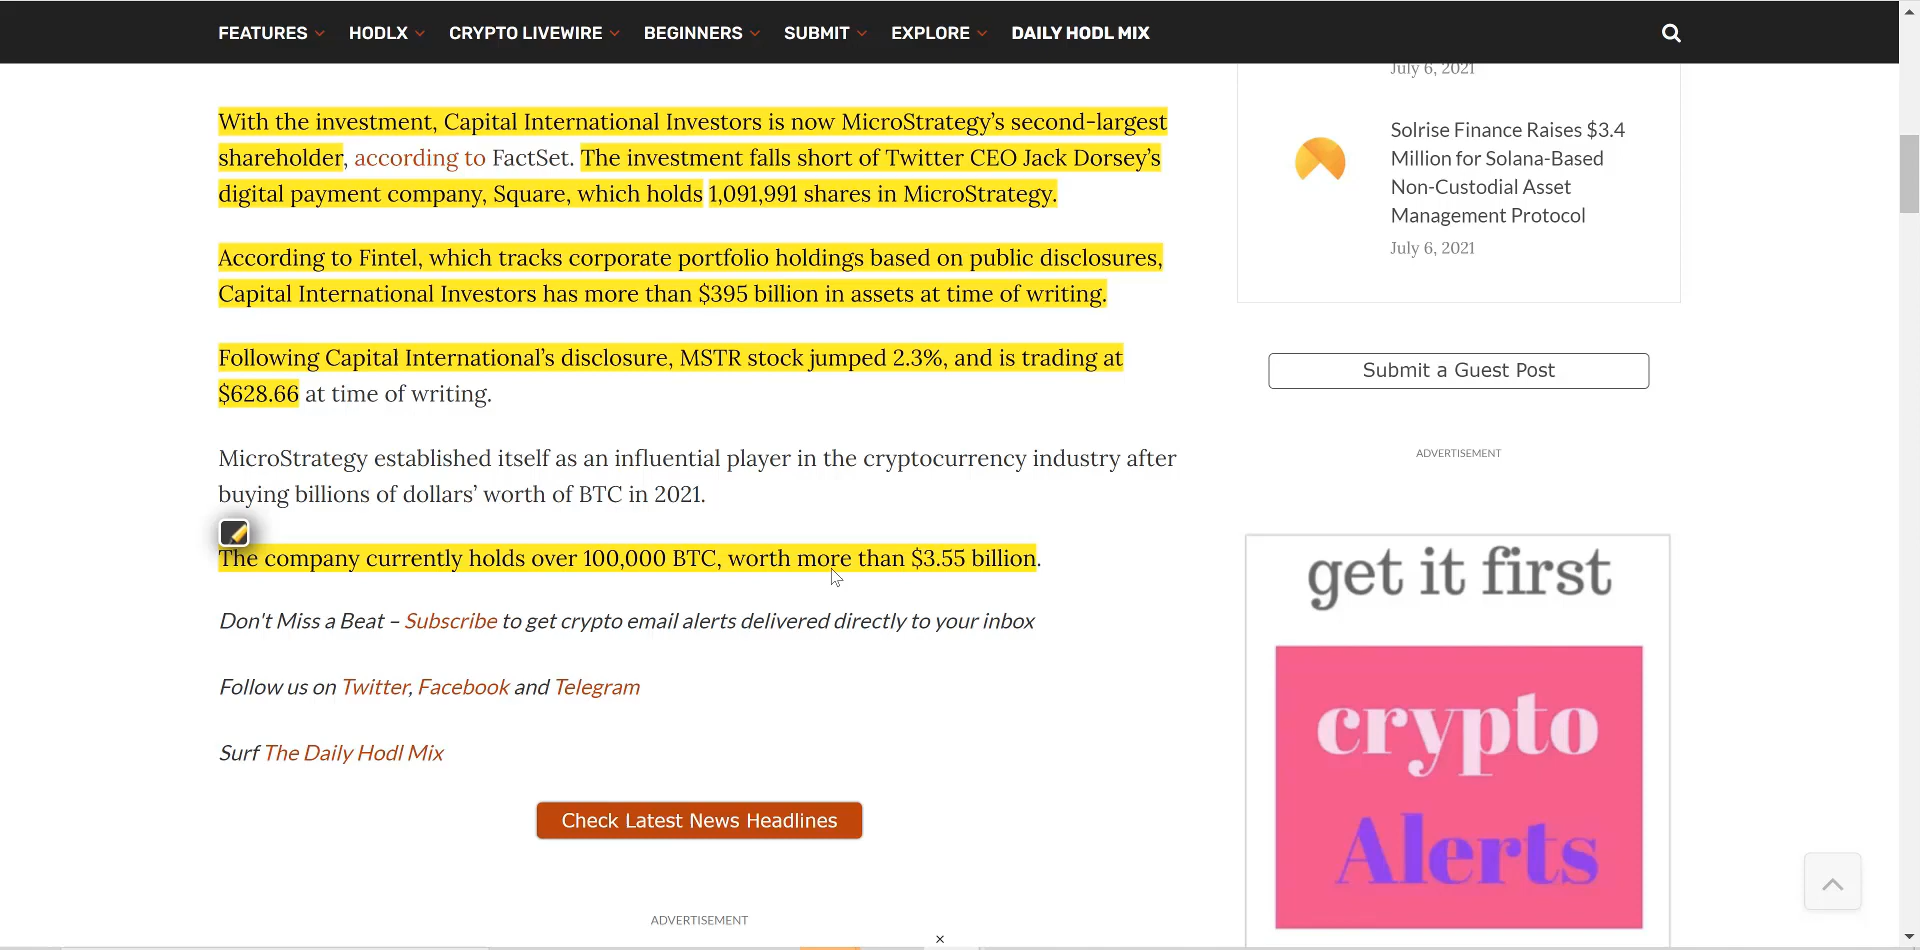 FEATURES HODLX CRYPTO LIVEWIRE BEGINNERS SUBMIT EXPLORE DAILY HODL MIX
With the investment, Capital International Investors is now MicroStrategy’s second-largest
shareholder, according to FactSet. The investment falls short of Twitter CEO Jack Dorsey’s
digital payment company, Square, which holds 1,091,991 shares in MicroStrategy.
According to Fintel, which tracks corporate portfolio holdings based on public disclosures,
Capital International Investors has more than $395 billion in assets at time of writing.
Following Capital International’s disclosure, MSTR stock jumped 2.3%, and is trading at
$628.66 at time of writing.
MicroStrategy established itself as an influential player in the cryptocurrency industry after
buying billions of dollars’ worth of BTC in 2021.
The company currently holds over 100,000 BTC, worth more than $3.55 billion.
Don't Miss a Beat – Subscribe to get crypto email alerts delivered directly to your inbox
Follow us on Twitter, Facebook and Telegram
Surf The Daily Hodl Mix
Check Latest News Headlines
ADVERTISEMENT
July 6, 2021
Solrise Finance Raises $3.4
Million for Solana-Based
Non-Custodial Asset
Management Protocol
July 6, 2021
Submit a Guest Post
ADVERTISEMENT
get it first
crypto
Alerts